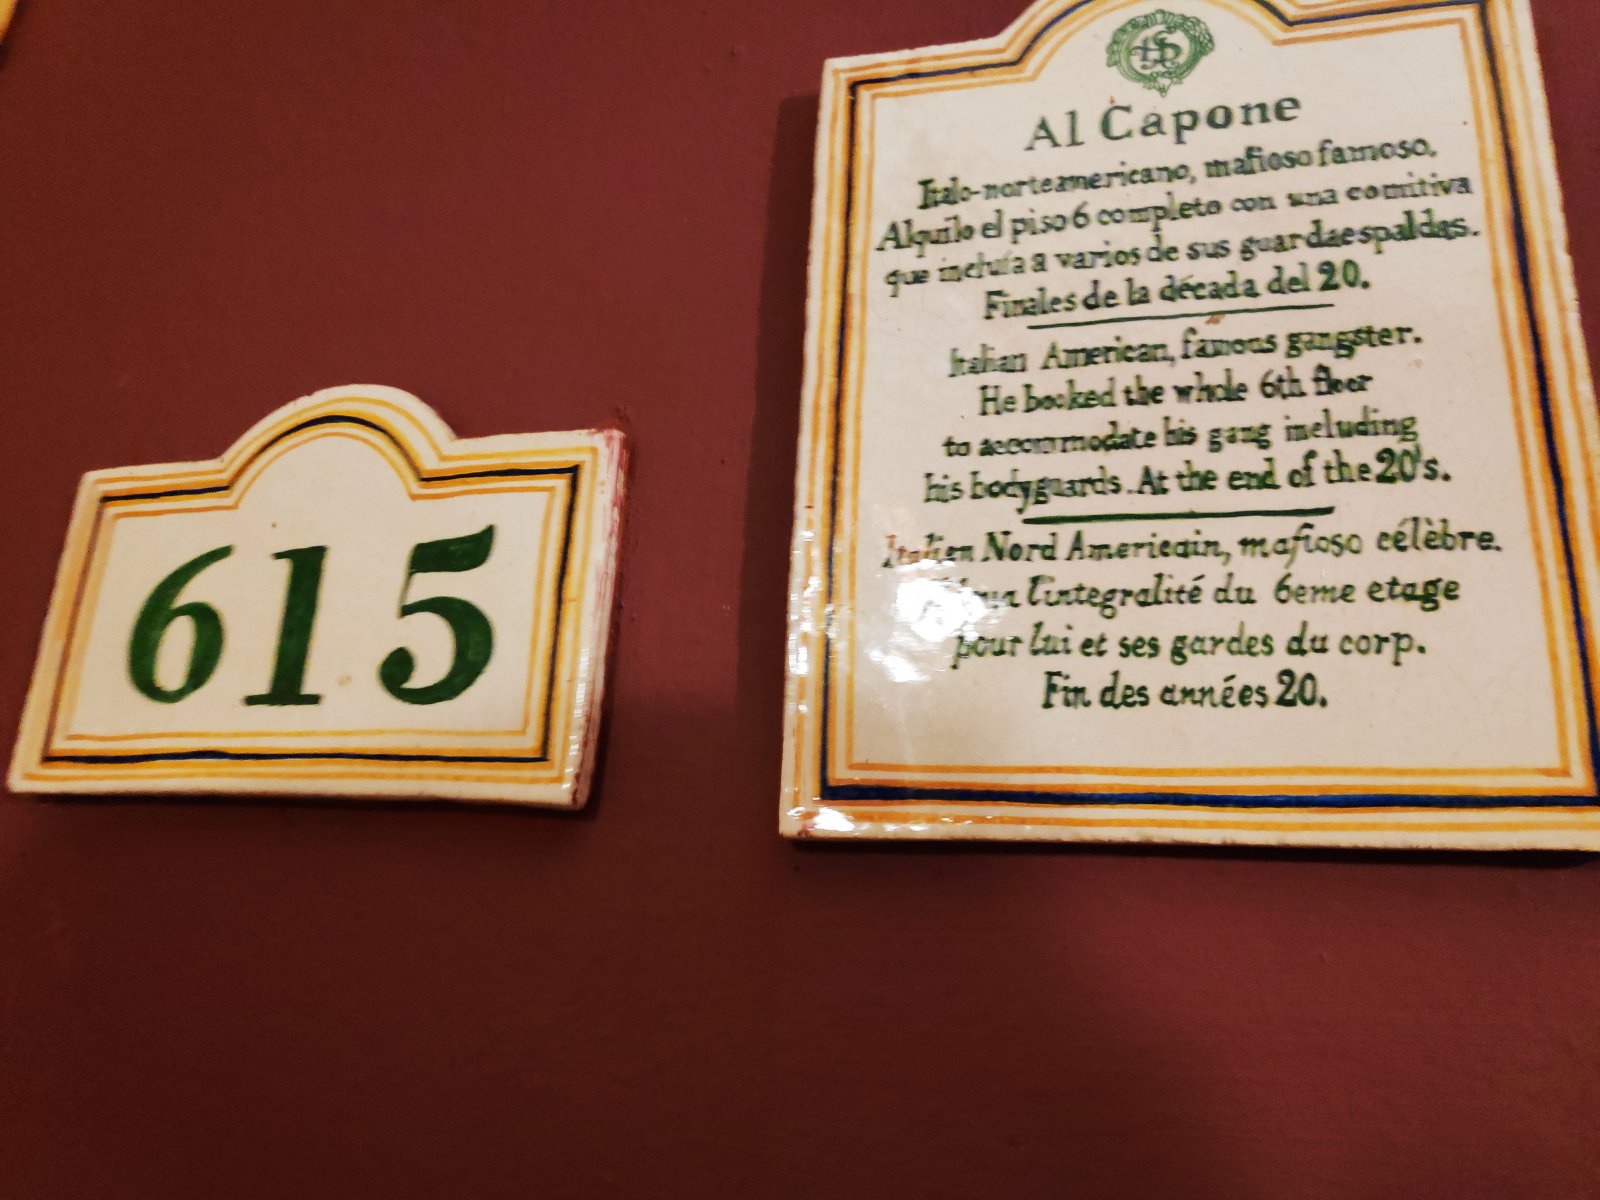 615
Al Capone
Italo-norteamericano, mafioso famoso.
Alquilo el piso 6 completo con una comitiva
que incluía a varios de sus guardaespaldas.
Finales de la década del 20.
Italian American, famous gangster.
He booked the whole 6th floor
to accommodate his gang including
his bodyguards. At the end of the 20's.
Italien Nord Americain, mafioso célèbre.
l'integralité du 6eme etage
pour lui et ses gardes du corp.
Fin des années 20.